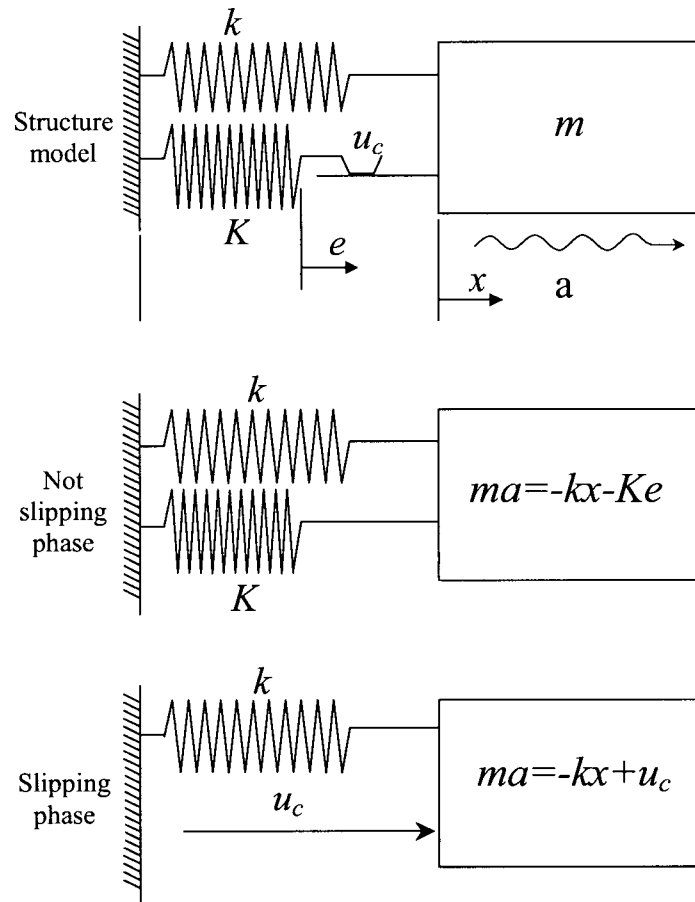 k
Structure
model
u_c
m
K
e
x
a
k
Not
slipping
phase
ma=-kx-Ke
K
k
Slipping
phase
ma=-kx+u_c
u_c